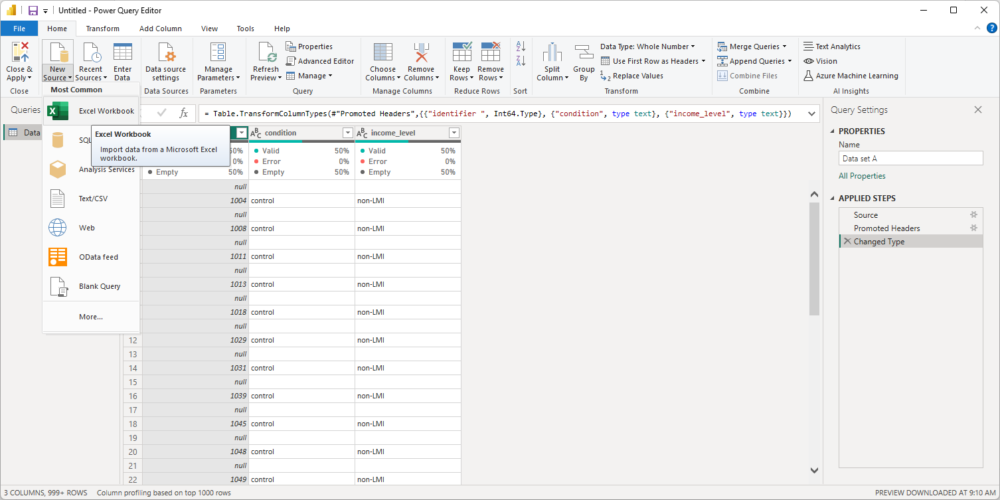 Untitled - Power Query Editor
File Home Transform Add Column View Tools Help
Close & Apply
New Source
Recent Sources
Enter Data
Data source settings
Manage Parameters
Refresh Preview
Properties
Advanced Editor
Manage
Choose Columns
Remove Columns
Keep Rows
Remove Rows
Split Column
Group By
Data Type: Whole Number
Use First Row as Headers
Replace Values
Merge Queries
Append Queries
Combine Files
Text Analytics
Vision
Azure Machine Learning
Close
Data Sources
Parameters
Query
Manage Columns
Reduce Rows
Sort
Transform
Combine
AI Insights
Most Common
Excel Workbook
SQL
Analysis Services
Text/CSV
Web
OData feed
Blank Query
More...
Excel Workbook
Import data from a Microsoft Excel
workbook.
Queries
Data
fx
= Table.TransformColumnTypes(#"Promoted Headers",{{"identifier ", Int64.Type}, {"condition", type text}, {"income_level", type text}})
ABC condition ABC income_level
50% Valid 50% Valid 50%
0% Error 0% Error 0%
Empty 50% Empty 50% Empty 50%
null
1004 control non-LMI
null
1008 control non-LMI
null
1011 control non-LMI
null
1013 control non-LMI
null
1018 control non-LMI
null
12 1029 control non-LMI
13 null
14 1031 control non-LMI
15 null
16 1039 control non-LMI
17 null
18 1045 control non-LMI
19 null
20 1048 control non-LMI
21 null
22 1049 control non-LMI
Query Settings
PROPERTIES
Name
Data set A
All Properties
APPLIED STEPS
Source
Promoted Headers
Changed Type
3 COLUMNS, 999+ ROWS Column profiling based on top 1000 rows
PREVIEW DOWNLOADED AT 9:10 AM